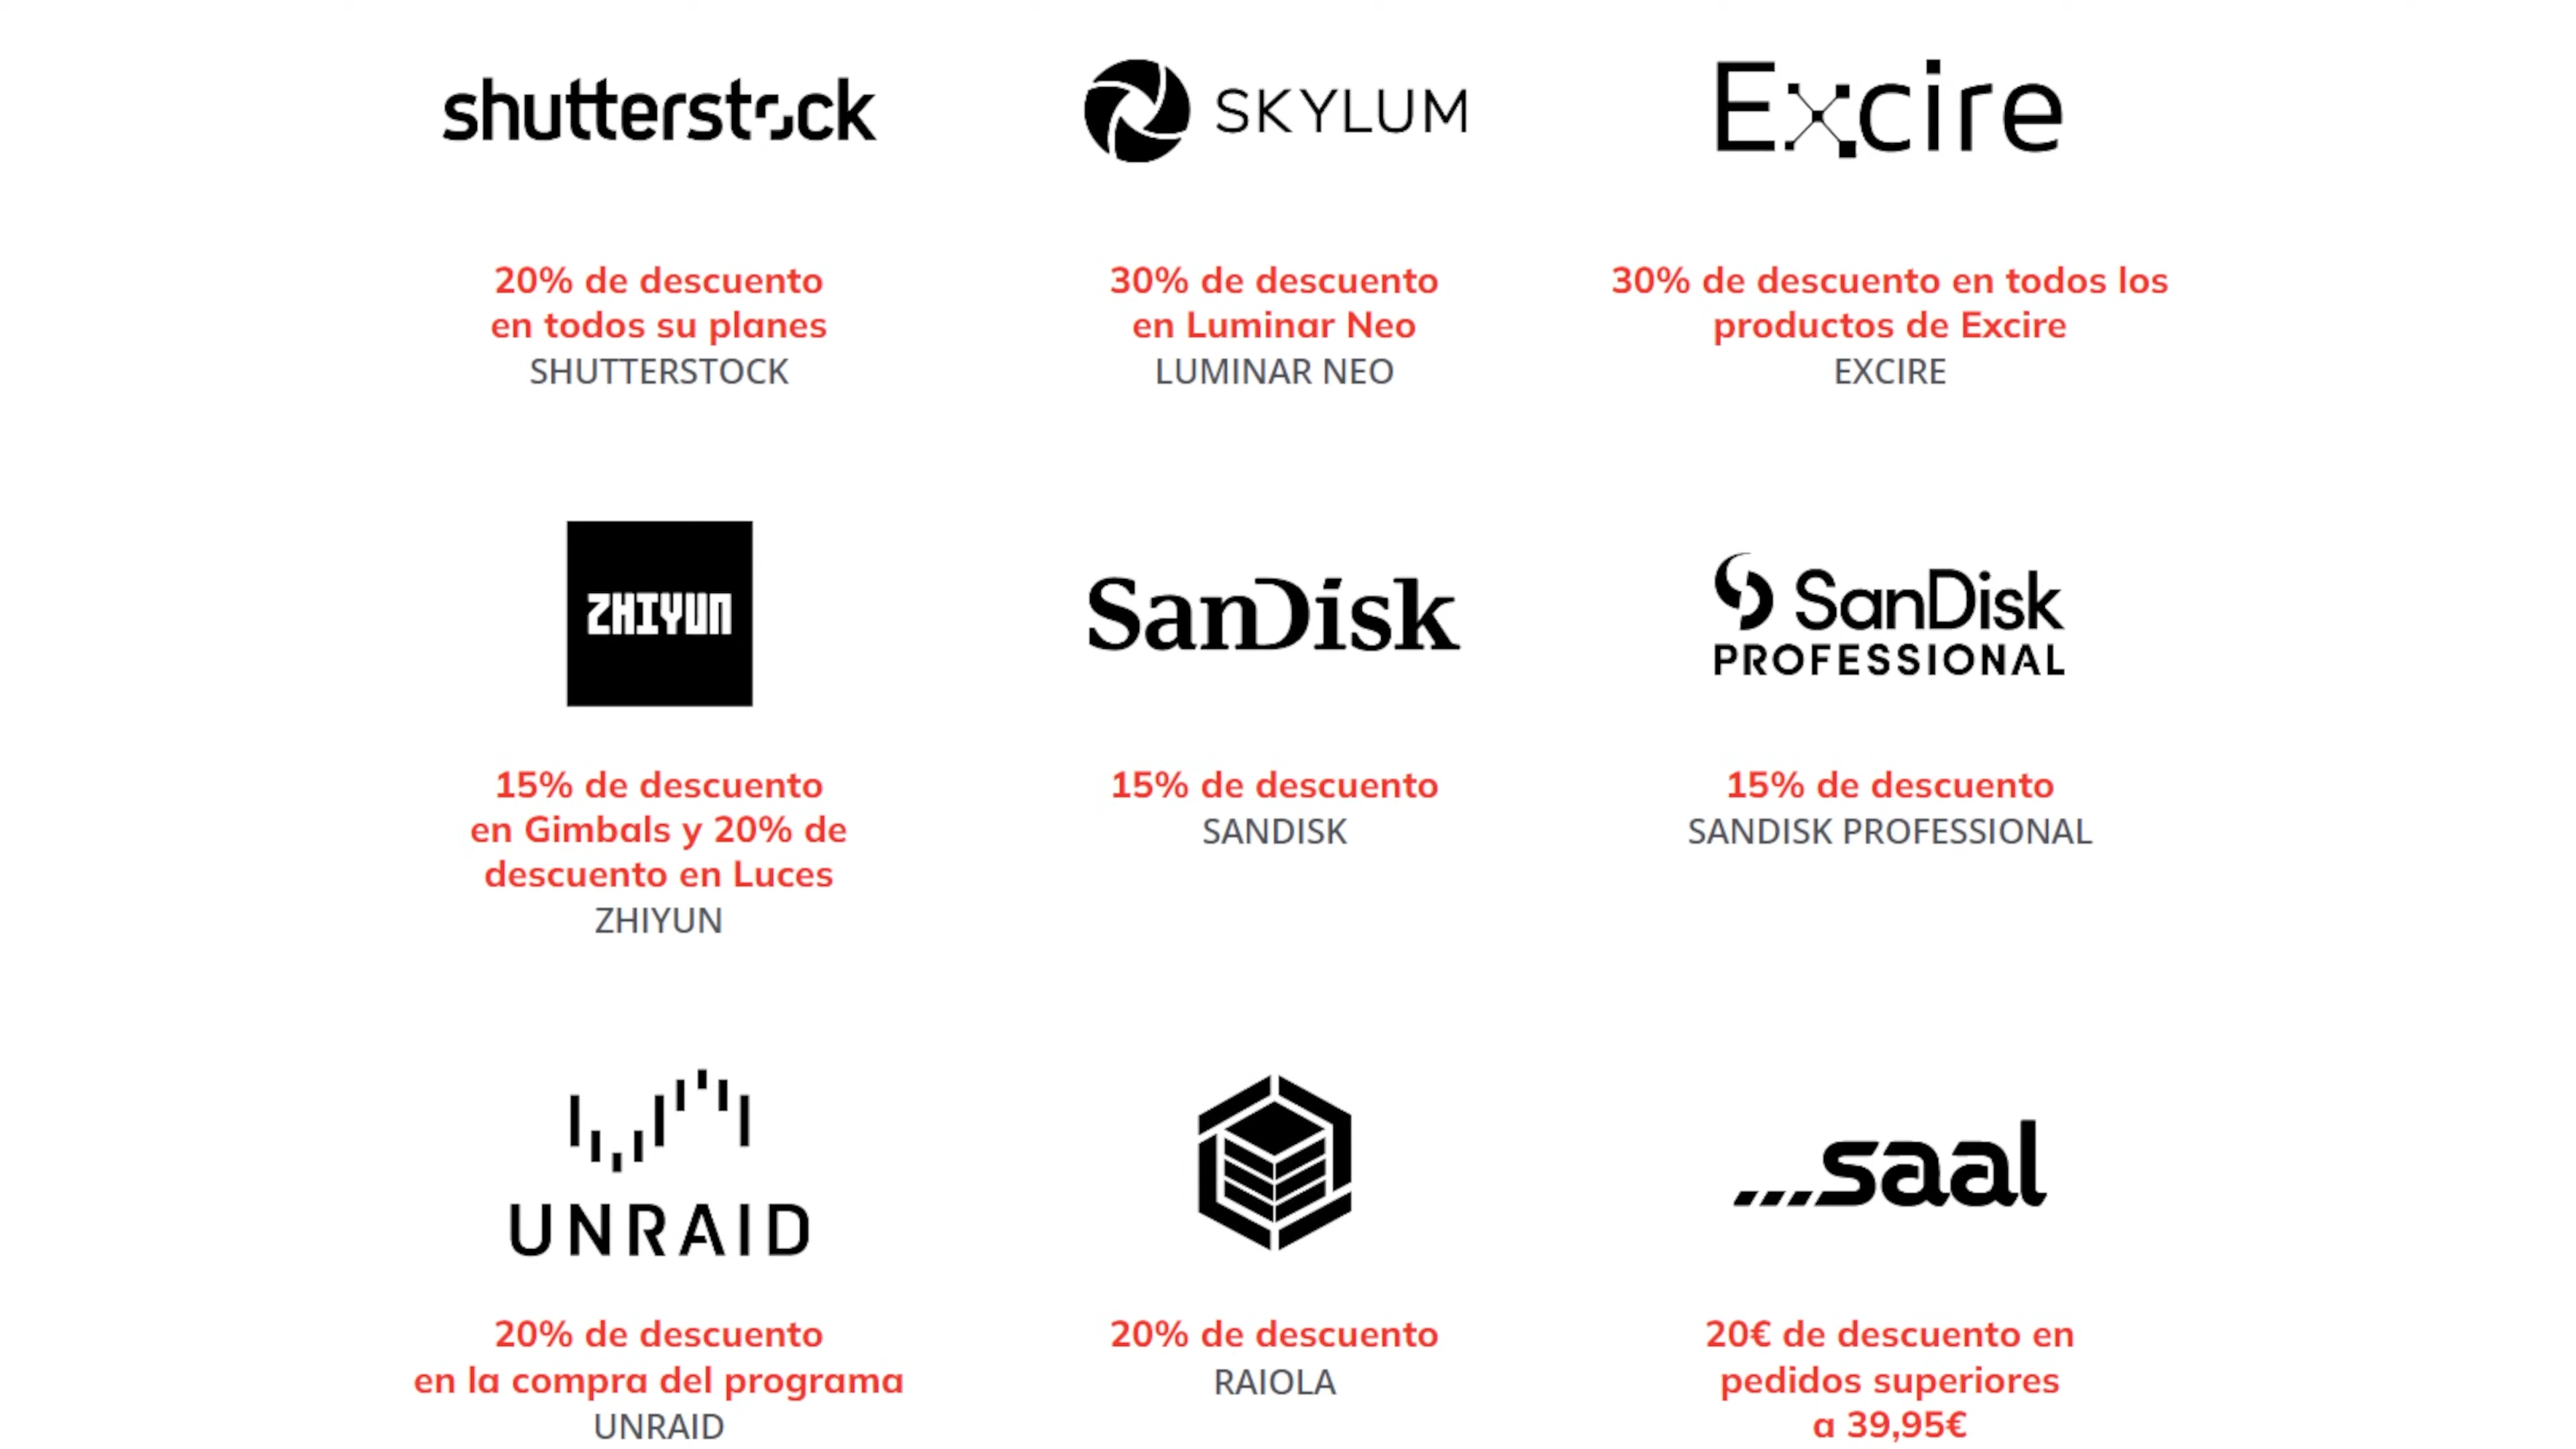 shutterstock
SKYLUM
Excire
20% de descuento
en todos su planes
SHUTTERSTOCK
30% de descuento
en Luminar Neo
LUMINAR NEO
30% de descuento en todos los
productos de Excire
EXCIRE
ZHIYUN
SanDisk
SanDisk
PROFESSIONAL
15% de descuento
en Gimbals y 20% de
descuento en Luces
ZHIYUN
15% de descuento
SANDISK
15% de descuento
SANDISK PROFESSIONAL
UNRAID
...saal
20% de descuento
en la compra del programa
UNRAID
20% de descuento
RAIOLA
20€ de descuento en
pedidos superiores
a 39,95€